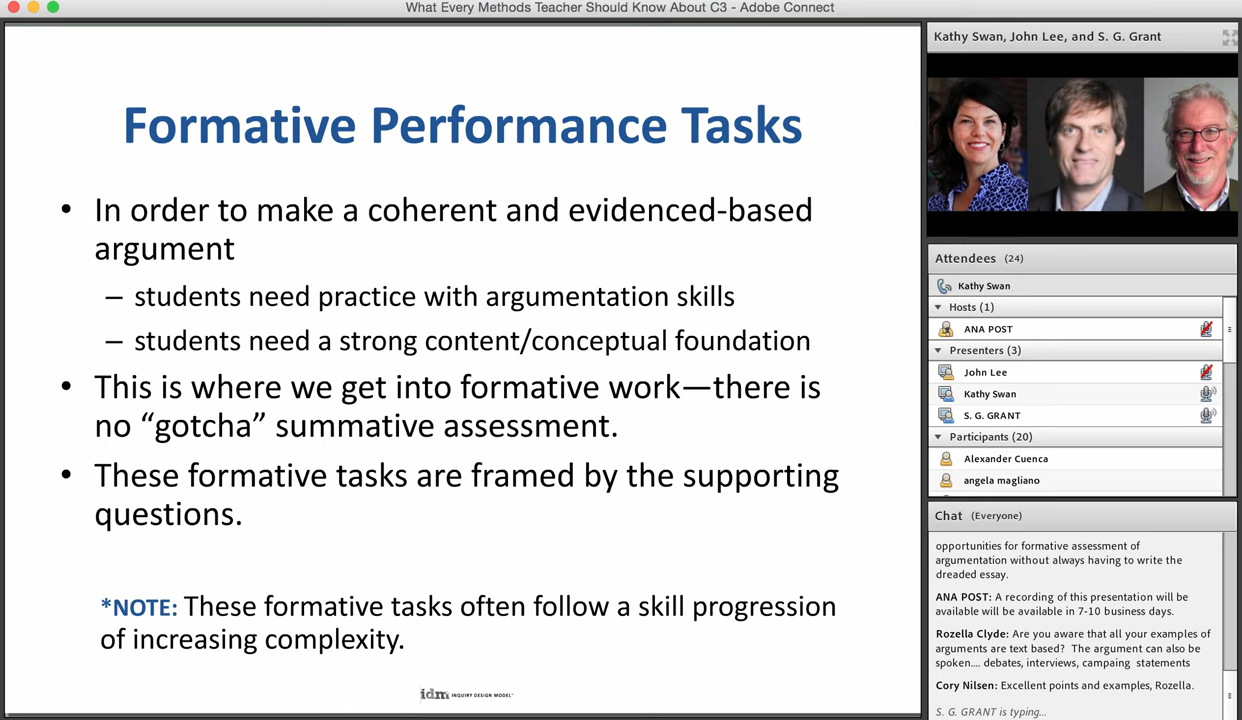 What Every Methods Teacher Should Know About C3 - Adobe Connect
Formative Performance Tasks
• In order to make a coherent and evidenced-based
argument
– students need practice with argumentation skills
– students need a strong content/conceptual foundation
• This is where we get into formative work—there is
no “gotcha” summative assessment.
• These formative tasks are framed by the supporting
questions.
*NOTE: These formative tasks often follow a skill progression
of increasing complexity.
idm INQUIRY DESIGN MODEL™
Kathy Swan, John Lee, and S. G. Grant
Attendees (24)
Kathy Swan
Hosts (1)
ANA POST
Presenters (3)
John Lee
Kathy Swan
S. G. GRANT
Participants (20)
Alexander Cuenca
angela magliano
Chat (Everyone)
opportunities for formative assessment of
argumentation without always having to write the
dreaded essay.
ANA POST: A recording of this presentation will be
available will be available in 7-10 business days.
Rozella Clyde: Are you aware that all your examples of
arguments are text based? The argument can also be
spoken.... debates, interviews, campaing statements
Cory Nilsen: Excellent points and examples, Rozella.
S. G. GRANT is typing...